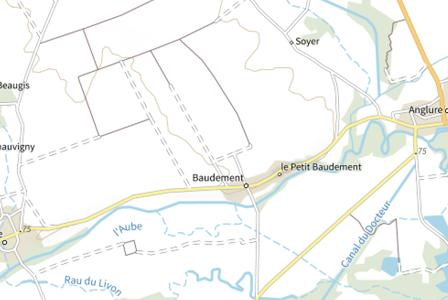 Soyer
Beaugis
Anglure
auvigny
75
le Petit Baudement
Baudement
75
l'Aube
Canal du Docteur
Rau du Livon